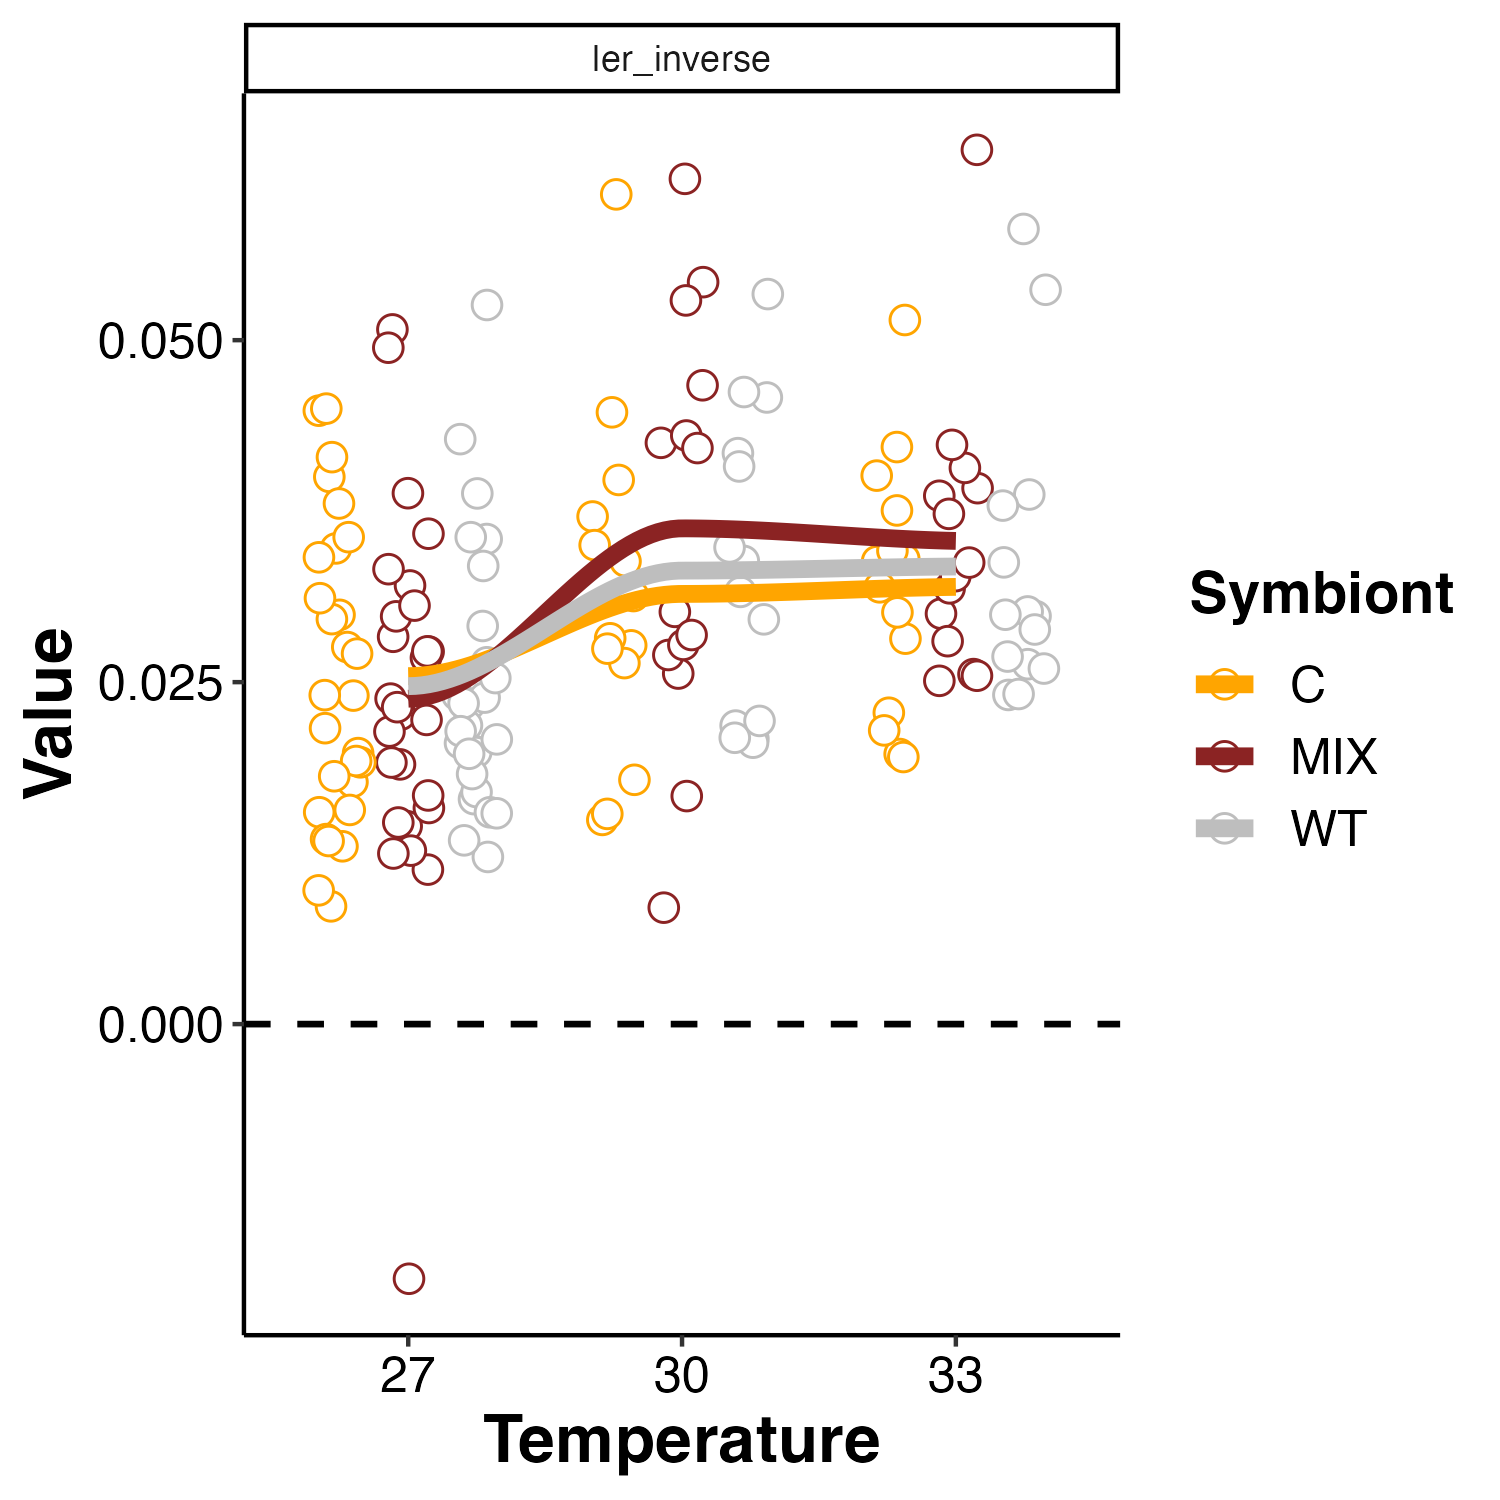 ler_inverse
0.050
0.025
0.000
Value
27 30 33
Temperature
Symbiont
C
MIX
WT